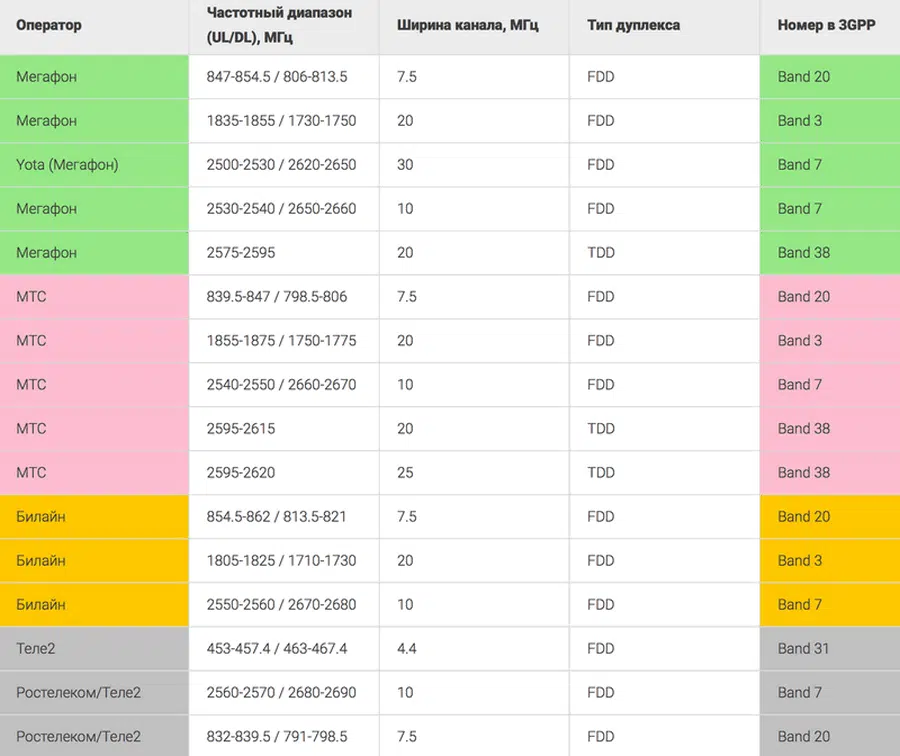 Оператор Частотный диапазон (UL/DL), МГц Ширина канала, МГц Тип дуплекса Номер в 3GPP
Мегафон 847-854.5 / 806-813.5 7.5 FDD Band 20
Мегафон 1835-1855 / 1730-1750 20 FDD Band 3
Yota (Мегафон) 2500-2530 / 2620-2650 30 FDD Band 7
Мегафон 2530-2540 / 2650-2660 10 FDD Band 7
Мегафон 2575-2595 20 TDD Band 38
МТС 839.5-847 / 798.5-806 7.5 FDD Band 20
МТС 1855-1875 / 1750-1775 20 FDD Band 3
МТС 2540-2550 / 2660-2670 10 FDD Band 7
МТС 2595-2615 20 TDD Band 38
МТС 2595-2620 25 TDD Band 38
Билайн 854.5-862 / 813.5-821 7.5 FDD Band 20
Билайн 1805-1825 / 1710-1730 20 FDD Band 3
Билайн 2550-2560 / 2670-2680 10 FDD Band 7
Теле2 453-457.4 / 463-467.4 4.4 FDD Band 31
Ростелеком/Теле2 2560-2570 / 2680-2690 10 FDD Band 7
Ростелеком/Теле2 832-839.5 / 791-798.5 7.5 FDD Band 20